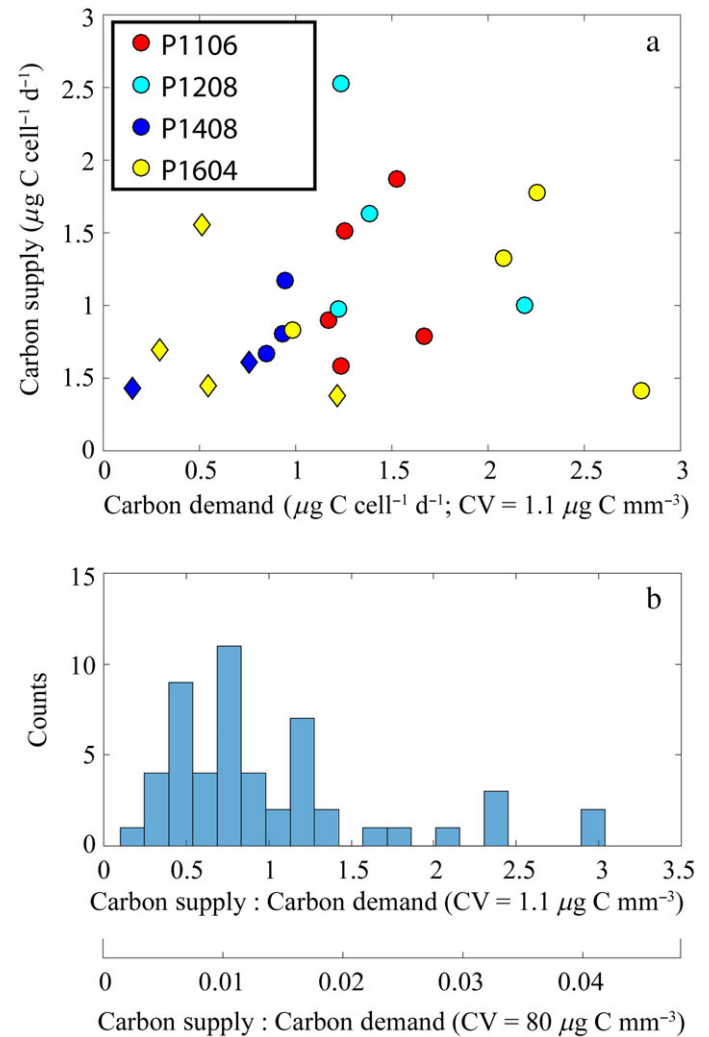 3
a
P1106
P1208
P1408
P1604
2.5
2
1.5
1
1.5
0
Carbon supply (μg C cell⁻¹ d⁻¹)
0 0.5 1 1.5 2 2.5 3
Carbon demand (μg C cell⁻¹ d⁻¹; CV = 1.1 μg C mm⁻³)
15
b
10
5
0
Counts
0 0.5 1 1.5 2 2.5 3 3.5
Carbon supply : Carbon demand (CV = 1.1 μg C mm⁻³)
0 0.01 0.02 0.03 0.04
Carbon supply : Carbon demand (CV = 80 μg C mm⁻³)